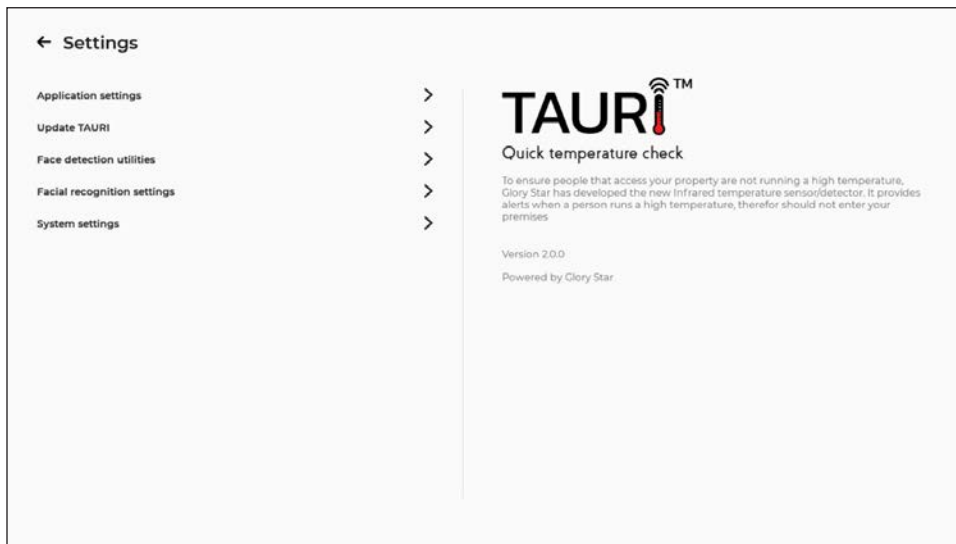 Settings
Application settings
Update TAURI
Face detection utilities
Facial recognition settings
System settings
TAURI™
Quick temperature check
To ensure people that access your property are not running a high temperature,
Glory Star has developed the new Infrared temperature sensor/detector. It provides
alerts when a person runs a high temperature, therefor should not enter your
premises
Version 2.0.0
Powered by Glory Star